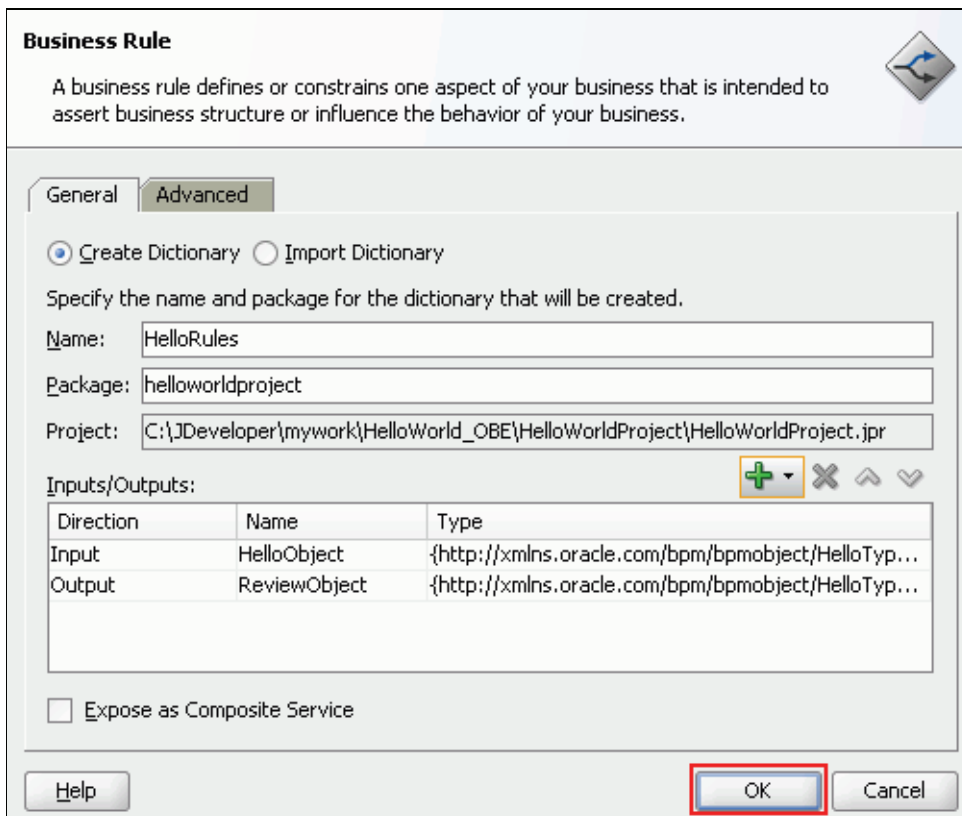 Business Rule
A business rule defines or constrains one aspect of your business that is intended to
assert business structure or influence the behavior of your business.
General Advanced
Create Dictionary Import Dictionary
Specify the name and package for the dictionary that will be created.
Name: HelloRules
Package: helloworldproject
Project: C:\JDeveloper\mywork\HelloWorld_OBE\HelloWorldProject\HelloWorldProject.jpr
Inputs/Outputs:
Direction Name Type
Input HelloObject {http://xmlns.oracle.com/bpm/bpmobject/HelloTyp...
Output ReviewObject {http://xmlns.oracle.com/bpm/bpmobject/HelloTyp...
Expose as Composite Service
Help OK Cancel